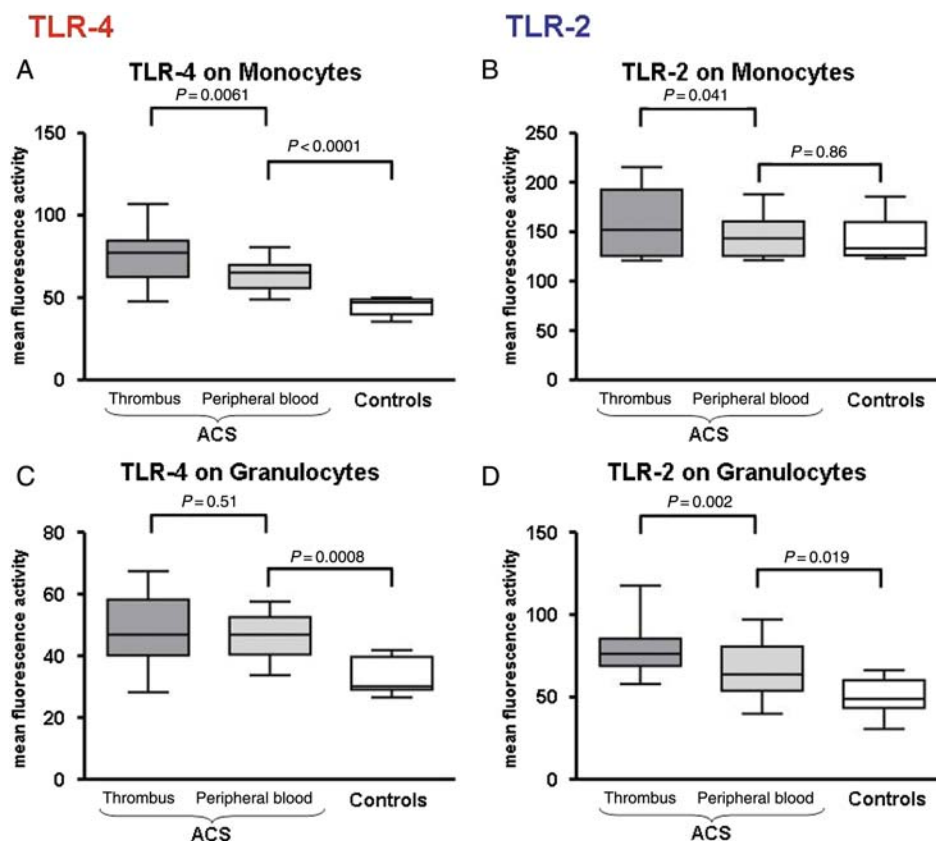 TLR-4
TLR-2
A
TLR-4 on Monocytes
P = 0.0061
P < 0.0001
mean fluorescence activity
150
100
50
0
Thrombus
Peripheral blood
Controls
ACS
B
TLR-2 on Monocytes
P = 0.041
P = 0.86
mean fluorescence activity
250
200
150
100
50
0
Thrombus
Peripheral blood
Controls
ACS
C
TLR-4 on Granulocytes
P = 0.51
P = 0.0008
mean fluorescence activity
80
60
40
20
0
Thrombus
Peripheral blood
Controls
ACS
D
TLR-2 on Granulocytes
P = 0.002
P = 0.019
mean fluorescence activity
150
100
50
0
Thrombus
Peripheral blood
Controls
ACS